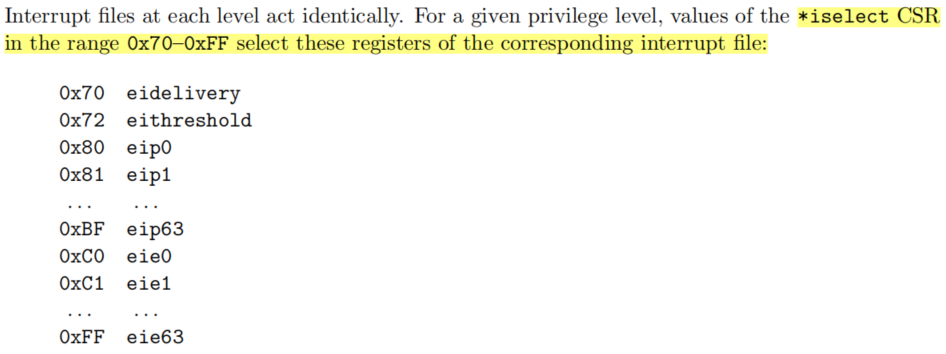 Interrupt files at each level act identically. For a given privilege level, values of the *iselect CSR
in the range 0x70–0xFF select these registers of the corresponding interrupt file:
0x70 eidelivery
0x72 eithreshold
0x80 eip0
0x81 eip1
... ...
0xBF eip63
0xC0 eie0
0xC1 eie1
... ...
0xFF eie63